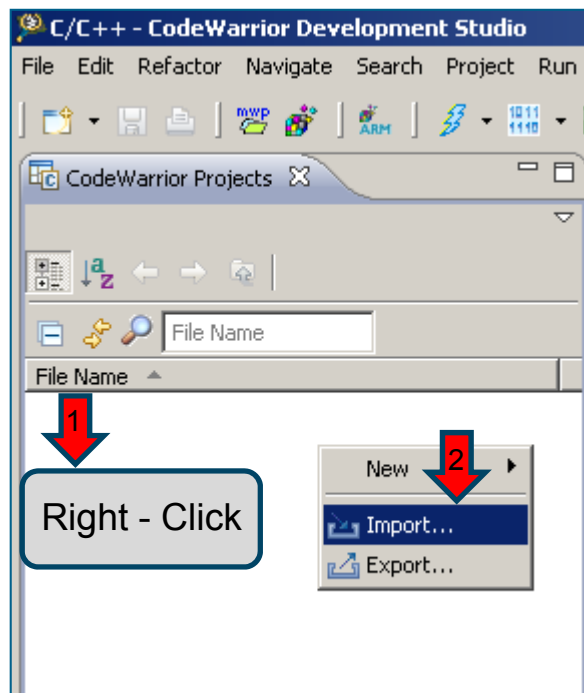 C/C++ - CodeWarrior Development Studio
File Edit Refactor Navigate Search Project Run
mwp ARM 1011 1110
CodeWarrior Projects
a z
File Name
File Name
1
Right - Click
New
2
Import...
Export...